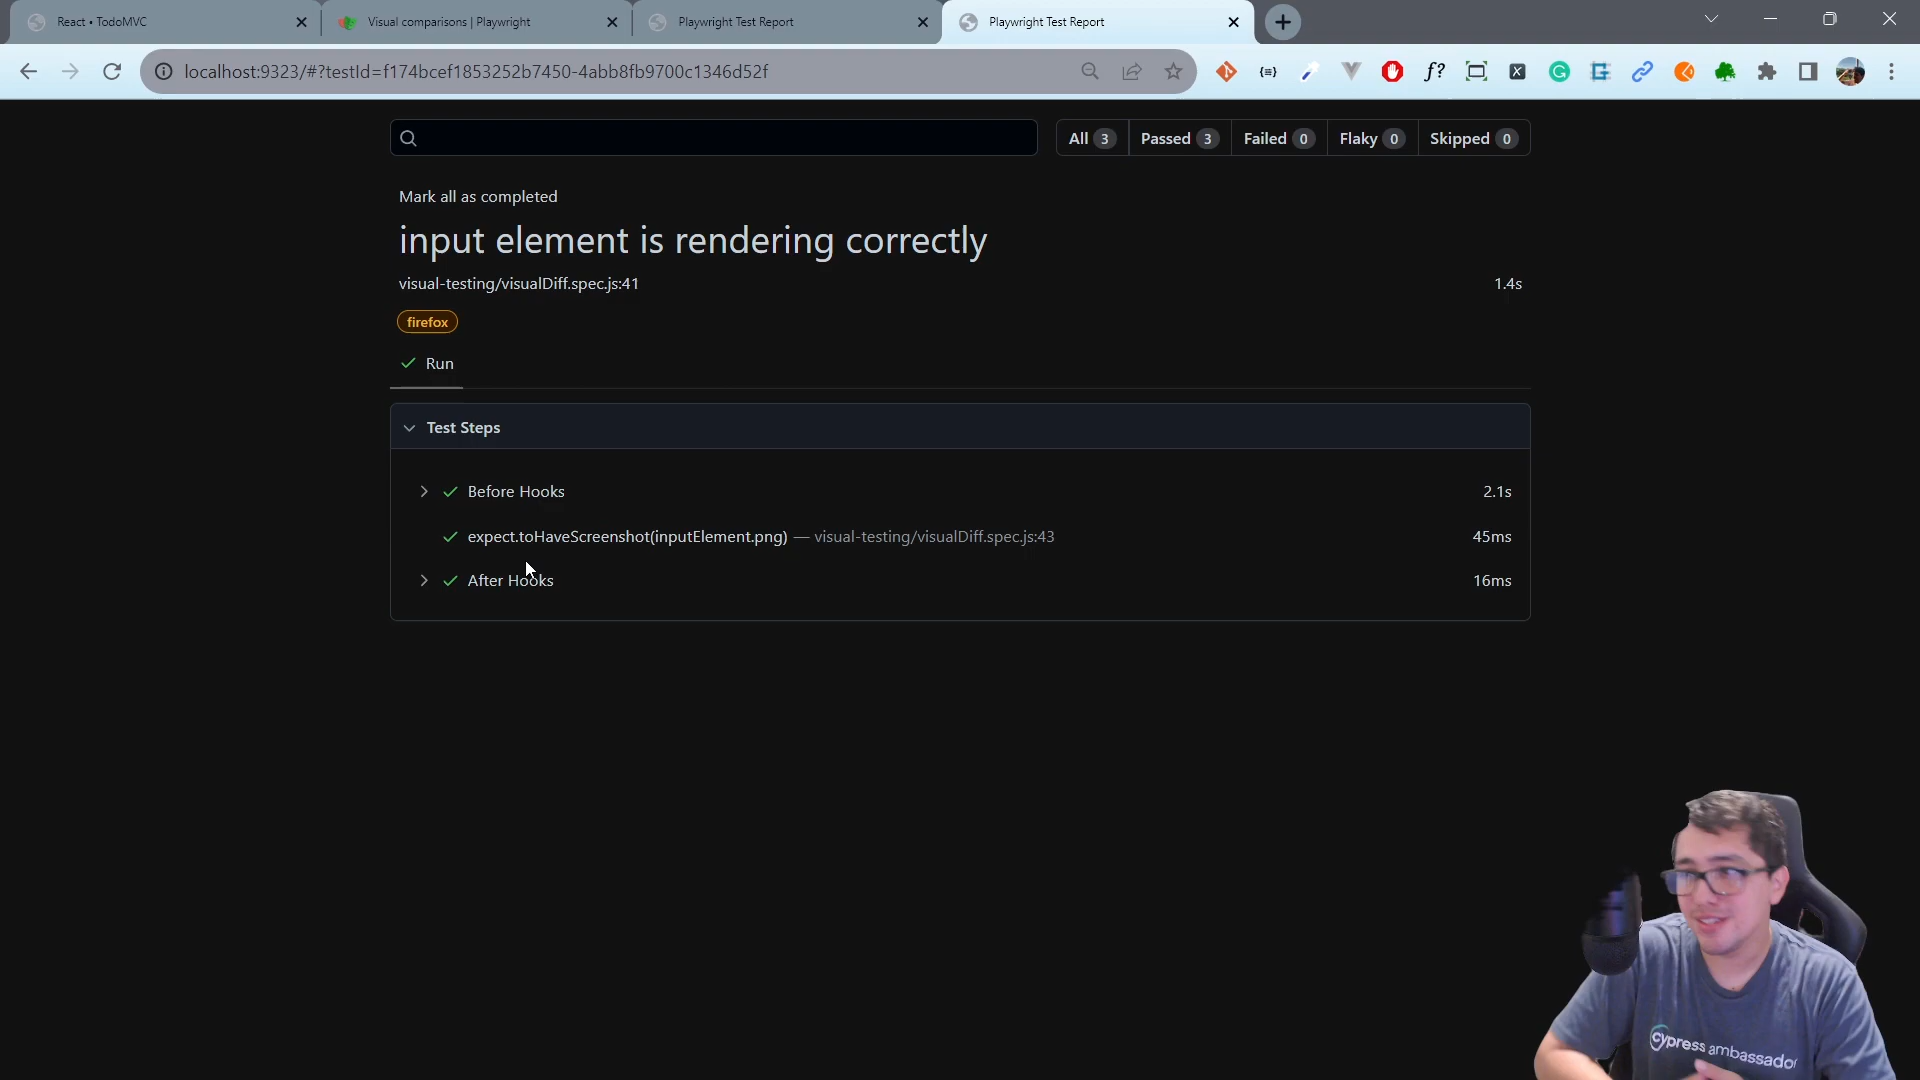 React • TodoMVC
Visual comparisons | Playwright
Playwright Test Report
Playwright Test Report
localhost:9323/#?testId=f174bcef1853252b7450-4abb8fb9700c1346d52f
All 3
Passed 3
Failed 0
Flaky 0
Skipped 0
Mark all as completed
input element is rendering correctly
visual-testing/visualDiff.spec.js:41
1.4s
firefox
Run
Test Steps
Before Hooks
2.1s
expect.toHaveScreenshot(inputElement.png) — visual-testing/visualDiff.spec.js:43
45ms
After Hooks
16ms
cypress ambassador